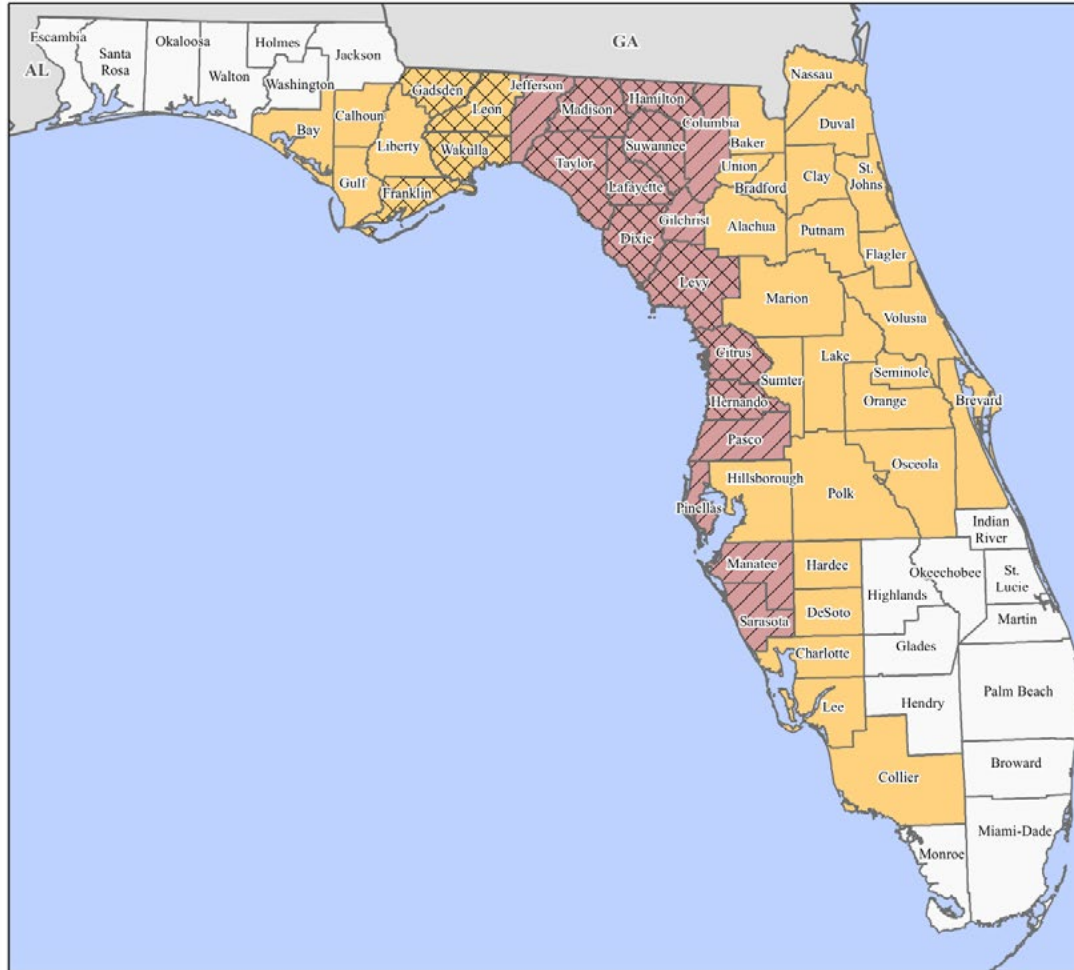 Escambia
Santa
Rosa
Okaloosa
Walton
Holmes
Washington
Jackson
AL
GA
Bay
Calhoun
Gulf
Liberty
Gadsden
Leon
Wakulla
Franklin
Jefferson
Madison
Hamilton
Columbia
Suwannee
Taylor
Lafayette
Gilchrist
Dixie
Levy
Nassau
Duval
Baker
Union
Bradford
Clay
St.
Johns
Alachua
Putnam
Flagler
Marion
Volusia
Citrus
Sumter
Lake
Seminole
Hernando
Orange
Brevard
Pasco
Osceola
Hillsborough
Polk
Pinellas
Indian
River
Manatee
Hardee
Okeechobee
Highlands
St.
Lucie
DeSoto
Sarasota
Martin
Charlotte
Glades
Lee
Hendry
Palm Beach
Broward
Collier
Miami-Dade
Monroe